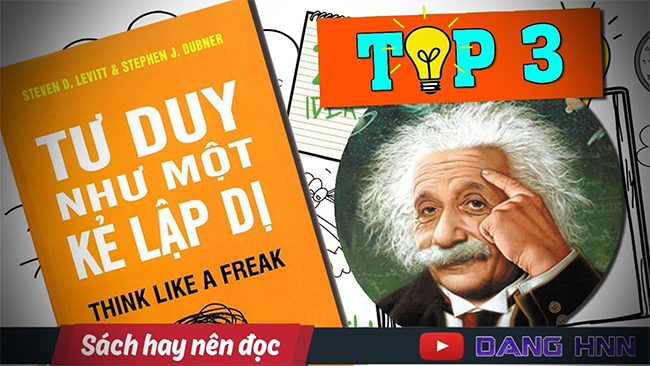 STEVEN D. LEVITT & STEPHEN J. DUBNER
TƯ DUY
NHƯ MỘT
KẺ LẬP DỊ
THINK LIKE A FREAK
TOP 3
IDEA
Sách hay nên đọc
DANG HNN